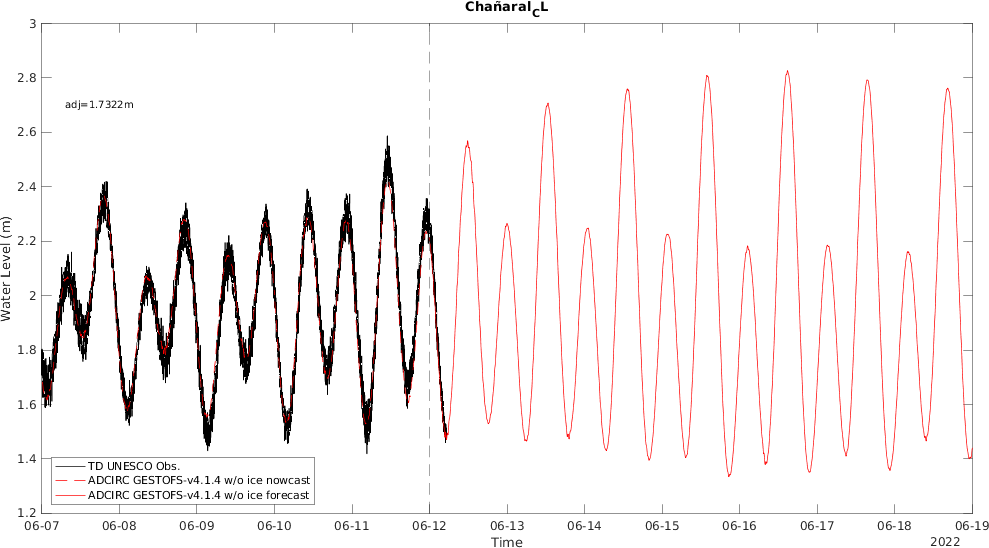 Chañaral_CL
3
2.8
adj=1.7322m
2.6
2.4
2.2
2
1.8
1.6
1.4
1.2
Water Level (m)
TD UNESCO Obs.
ADCIRC GESTOFS-v4.1.4 w/o ice nowcast
ADCIRC GESTOFS-v4.1.4 w/o ice forecast
06-07 06-08 06-09 06-10 06-11 06-12 06-13 06-14 06-15 06-16 06-17 06-18 06-19
Time
2022